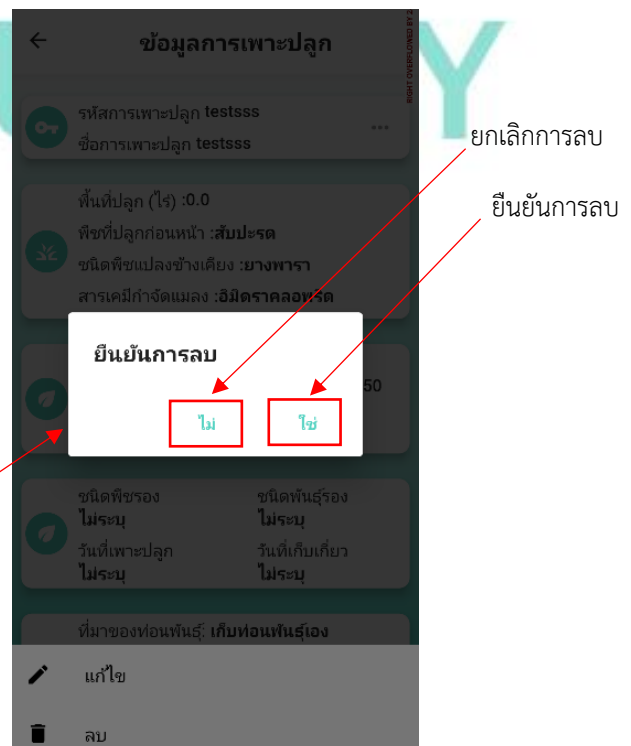 ข้อมูลการเพาะปลูก
RIGHT OVERFLOWED BY
รหัสการเพาะปลูก testsss
ชื่อการเพาะปลูก testsss
ยกเลิกการลบ
ยืนยันการลบ
พื้นที่ปลูก (ไร่) :0.0
พืชที่ปลูกก่อนหน้า :สับปะรด
ชนิดพืชแปลงข้างเคียง :ยางพารา
สารเคมีกำจัดแมลง :อิมิดราคลอพริด
ยืนยันการลบ
50
ไม่ ใช่
ชนิดพืชรอง ชนิดพันธุ์รอง
ไม่ระบุ ไม่ระบุ
วันที่เพาะปลูก วันที่เก็บเกี่ยว
ไม่ระบุ ไม่ระบุ
ที่มาของท่อนพันธุ์: เก็บท่อนพันธุ์เอง
แก้ไข
ลบ